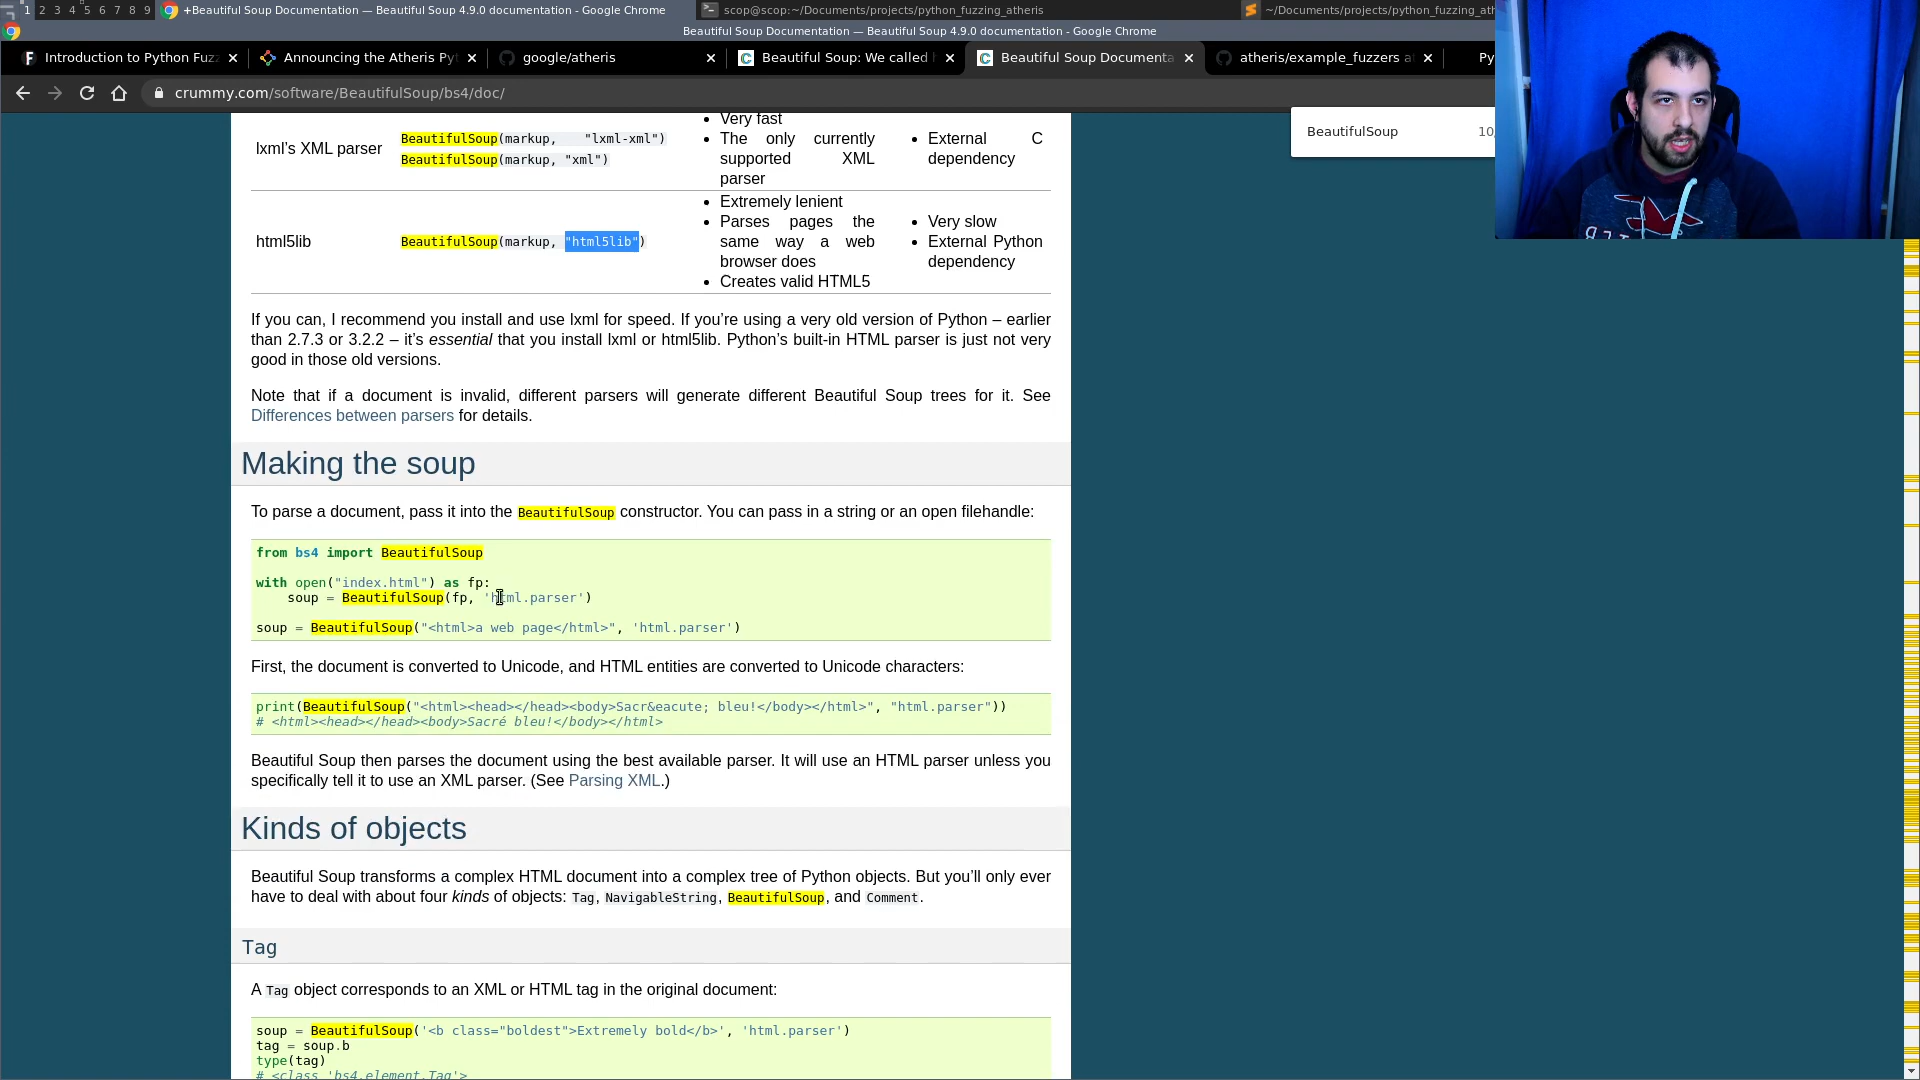 1 2 3 4 5 6 7 8 9
+Beautiful Soup Documentation — Beautiful Soup 4.9.0 documentation - Google Chrome
scop@scop:~/Documents/projects/python_fuzzing_atheris
~/Documents/projects/python_fuzzing_ath
Beautiful Soup Documentation — Beautiful Soup 4.9.0 documentation - Google Chrome
Introduction to Python Fuzz
Announcing the Atheris Py
google/atheris
Beautiful Soup: We called h
Beautiful Soup Documenta
atheris/example_fuzzers a
Py
crummy.com/software/BeautifulSoup/bs4/doc/
BeautifulSoup 10
lxml’s XML parser
BeautifulSoup(markup, "lxml-xml")
BeautifulSoup(markup, "xml")
• Very fast
• The only currently
supported XML
parser
• External C
dependency
html5lib
BeautifulSoup(markup, "html5lib")
• Extremely lenient
• Parses pages the
same way a web
browser does
• Creates valid HTML5
• Very slow
• External Python
dependency
If you can, I recommend you install and use lxml for speed. If you’re using a very old version of Python – earlier
than 2.7.3 or 3.2.2 – it’s essential that you install lxml or html5lib. Python’s built-in HTML parser is just not very
good in those old versions.
Note that if a document is invalid, different parsers will generate different Beautiful Soup trees for it. See
Differences between parsers for details.
Making the soup
To parse a document, pass it into the BeautifulSoup constructor. You can pass in a string or an open filehandle:
from bs4 import BeautifulSoup
with open("index.html") as fp:
soup = BeautifulSoup(fp, 'html.parser')
soup = BeautifulSoup("<html>a web page</html>", 'html.parser')
First, the document is converted to Unicode, and HTML entities are converted to Unicode characters:
print(BeautifulSoup("<html><head></head><body>Sacr&eacute; bleu!</body></html>", "html.parser"))
# <html><head></head><body>Sacré bleu!</body></html>
Beautiful Soup then parses the document using the best available parser. It will use an HTML parser unless you
specifically tell it to use an XML parser. (See Parsing XML.)
Kinds of objects
Beautiful Soup transforms a complex HTML document into a complex tree of Python objects. But you’ll only ever
have to deal with about four kinds of objects: Tag, NavigableString, BeautifulSoup, and Comment.
Tag
A Tag object corresponds to an XML or HTML tag in the original document:
soup = BeautifulSoup('<b class="boldest">Extremely bold</b>', 'html.parser')
tag = soup.b
type(tag)
# <class 'bs4.element.Tag'>